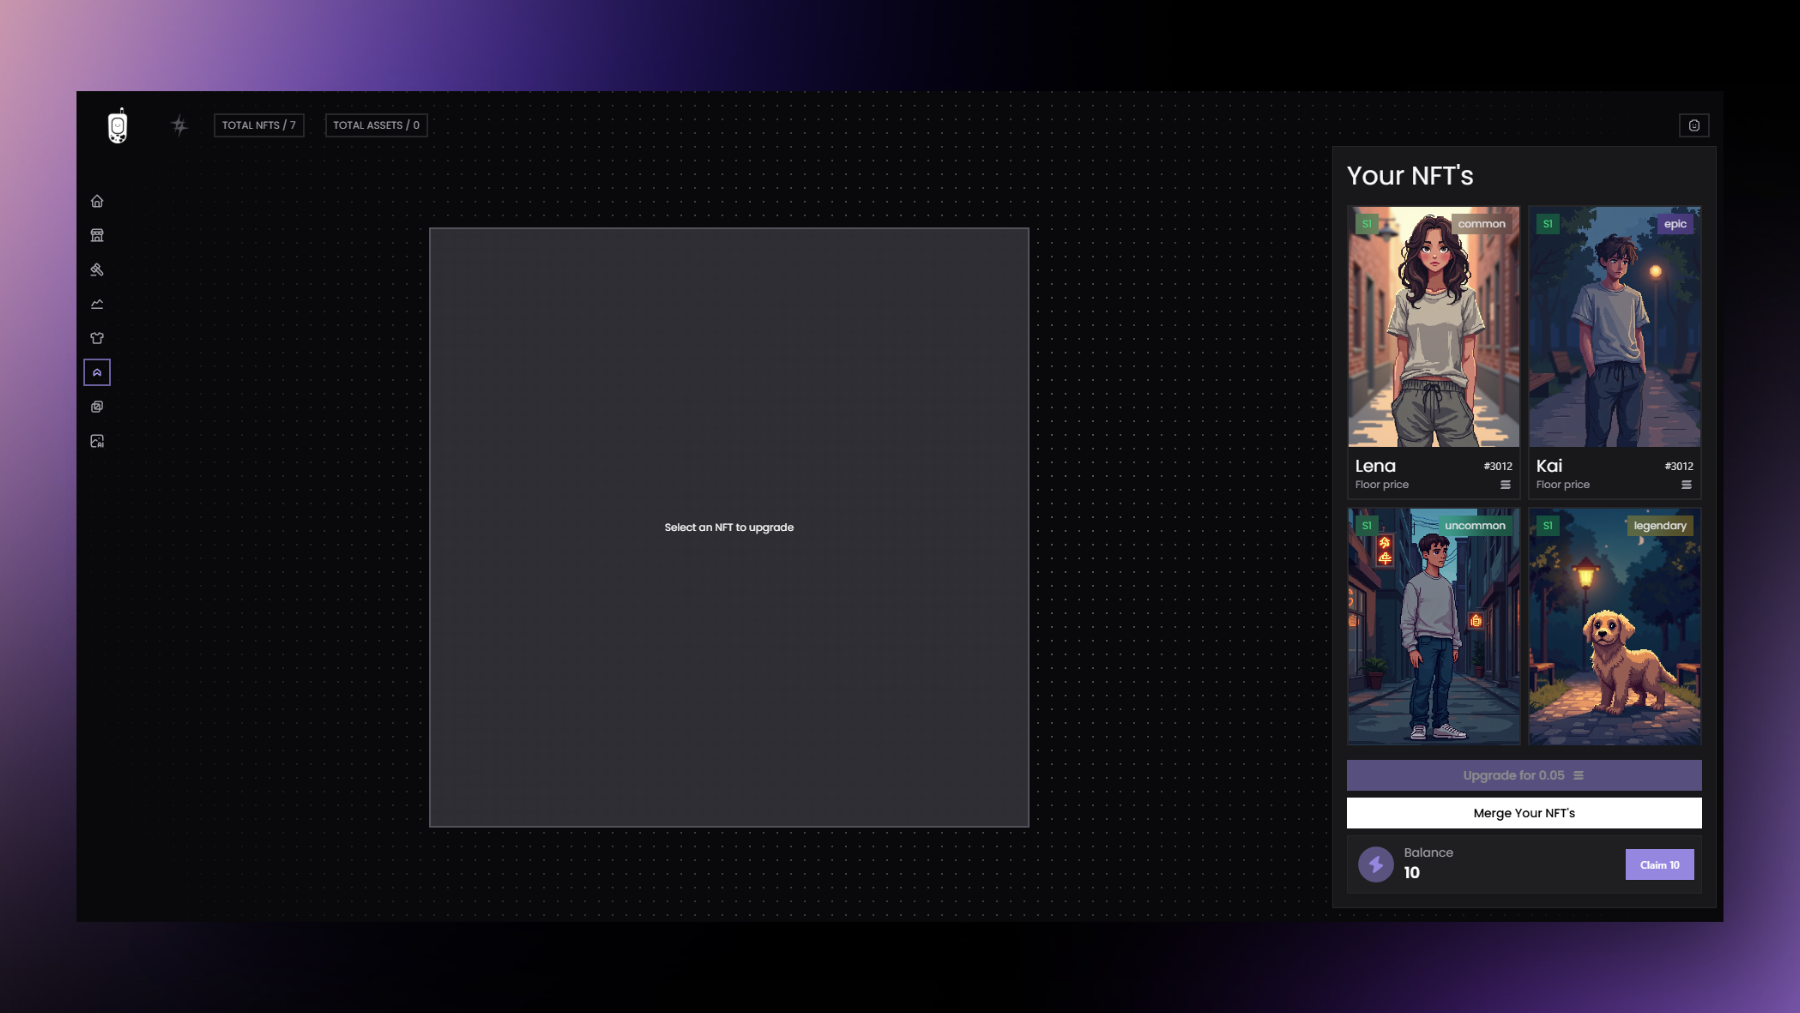 TOTAL NFTS / 7
TOTAL ASSETS / 0
Select an NFT to upgrade
Your NFT's
S1 common
S1 epic
Lena #3012
Floor price
Kai #3012
Floor price
S1 uncommon
S1 legendary
Upgrade for 0.05
Merge Your NFT's
Balance
10
Claim 10